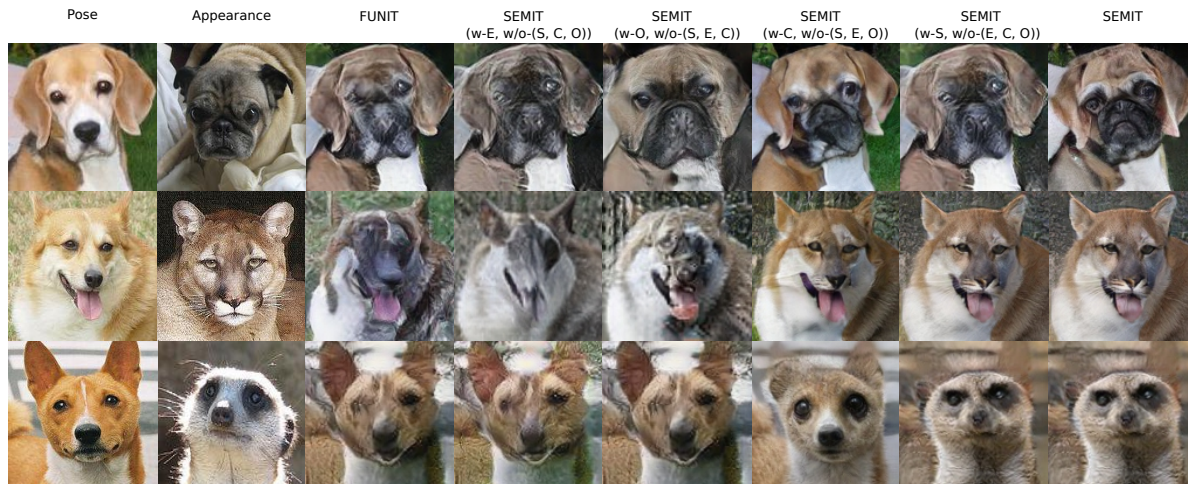 Pose
Appearance
FUNIT
SEMIT
(w-E, w/o-(S, C, O))
SEMIT
(w-O, w/o-(S, E, C))
SEMIT
(w-C, w/o-(S, E, O))
SEMIT
(w-S, w/o-(E, C, O))
SEMIT